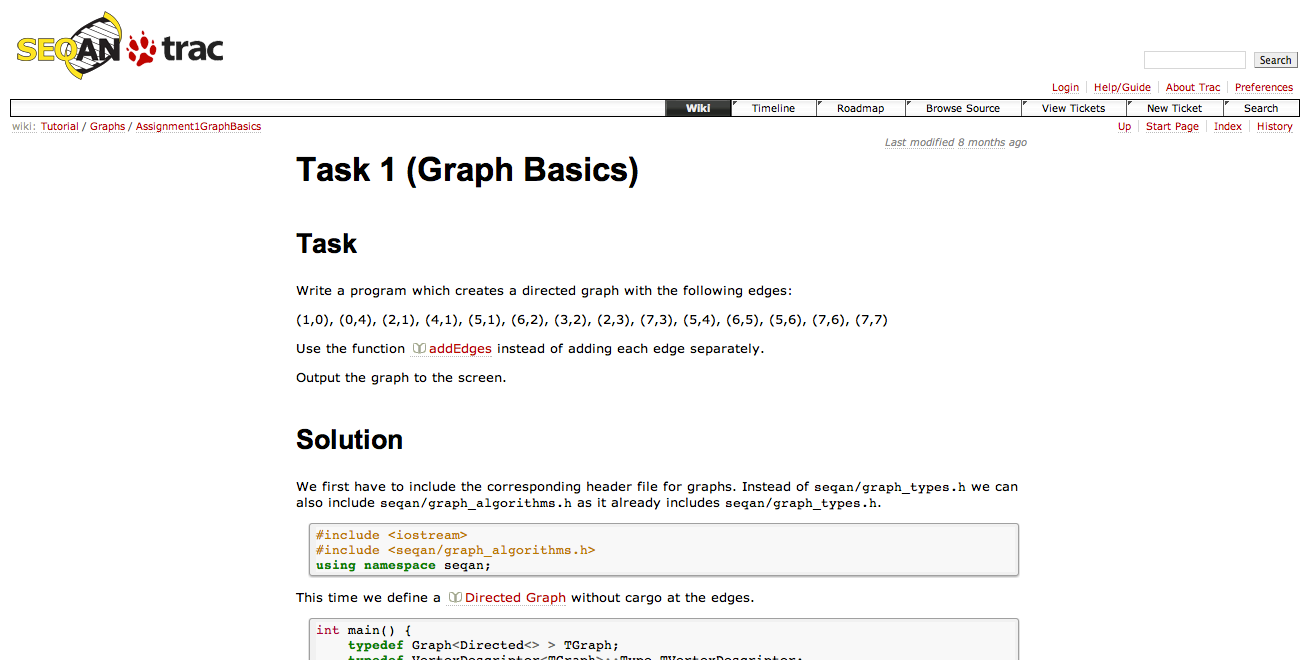 SEQAN trac
Search
Login Help/Guide About Trac Preferences
Wiki Timeline Roadmap Browse Source View Tickets New Ticket Search
wiki: Tutorial / Graphs / Assignment1GraphBasics
Up Start Page Index History
Last modified 8 months ago
Task 1 (Graph Basics)
Task
Write a program which creates a directed graph with the following edges:
(1,0), (0,4), (2,1), (4,1), (5,1), (6,2), (3,2), (2,3), (7,3), (5,4), (6,5), (5,6), (7,6), (7,7)
Use the function addEdges instead of adding each edge separately.
Output the graph to the screen.
Solution
We first have to include the corresponding header file for graphs. Instead of seqan/graph_types.h we can
also include seqan/graph_algorithms.h as it already includes seqan/graph_types.h.
#include <iostream>
#include <seqan/graph_algorithms.h>
using namespace seqan;
This time we define a Directed Graph without cargo at the edges.
int main() {
typedef Graph<Directed<> > TGraph;
typedef VertexDescriptor<TGraph>::Type TVertexDescriptor;